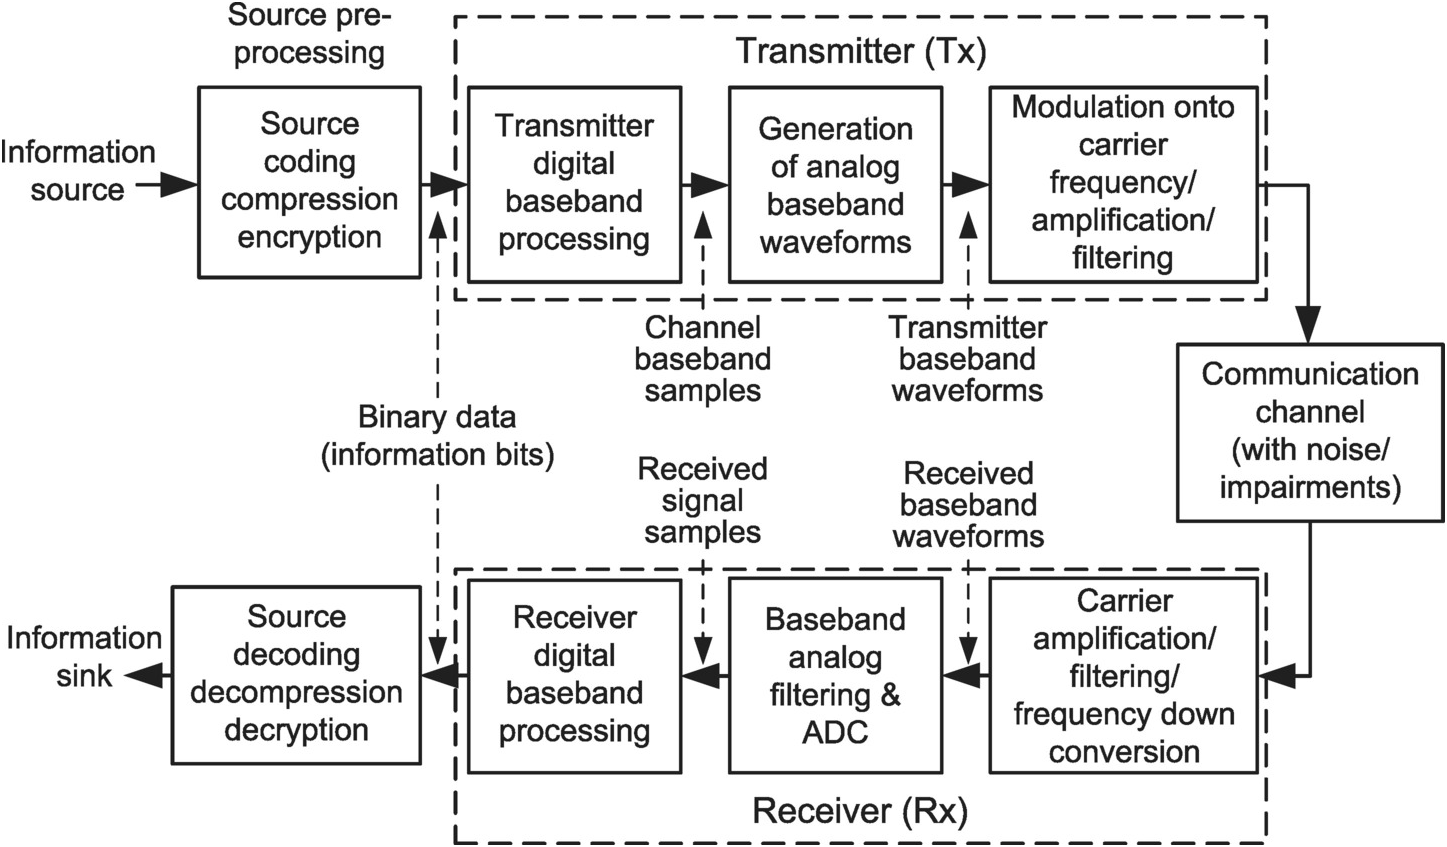 Source pre-
processing
Transmitter (Tx)
Information
source
Source
coding
compression
encryption
Transmitter
digital
baseband
processing
Generation
of analog
baseband
waveforms
Modulation onto
carrier
frequency/
amplification/
filtering
Channel
baseband
samples
Transmitter
baseband
waveforms
Communication
channel
(with noise/
impairments)
Binary data
(information bits)
Received
signal
samples
Received
baseband
waveforms
Information
sink
Source
decoding
decompression
decryption
Receiver
digital
baseband
processing
Baseband
analog
filtering &
ADC
Carrier
amplification/
filtering/
frequency down
conversion
Receiver (Rx)